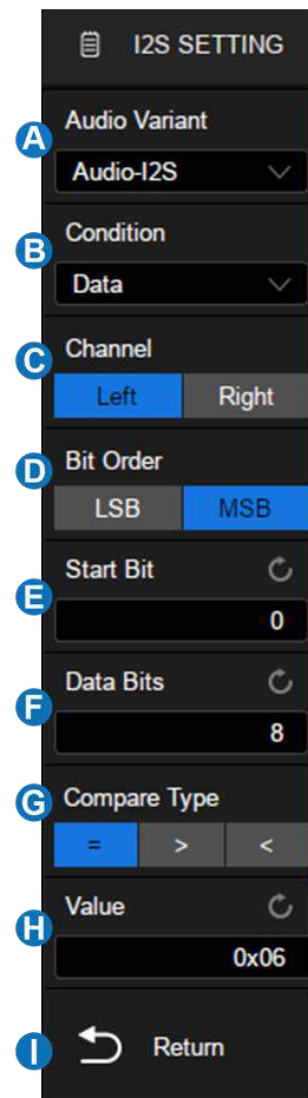 I2S SETTING
A
Audio Variant
Audio-I2S
B
Condition
Data
C
Channel
Left Right
D
Bit Order
LSB MSB
E
Start Bit
0
F
Data Bits
8
G
Compare Type
= > <
H
Value
0x06
I
Return